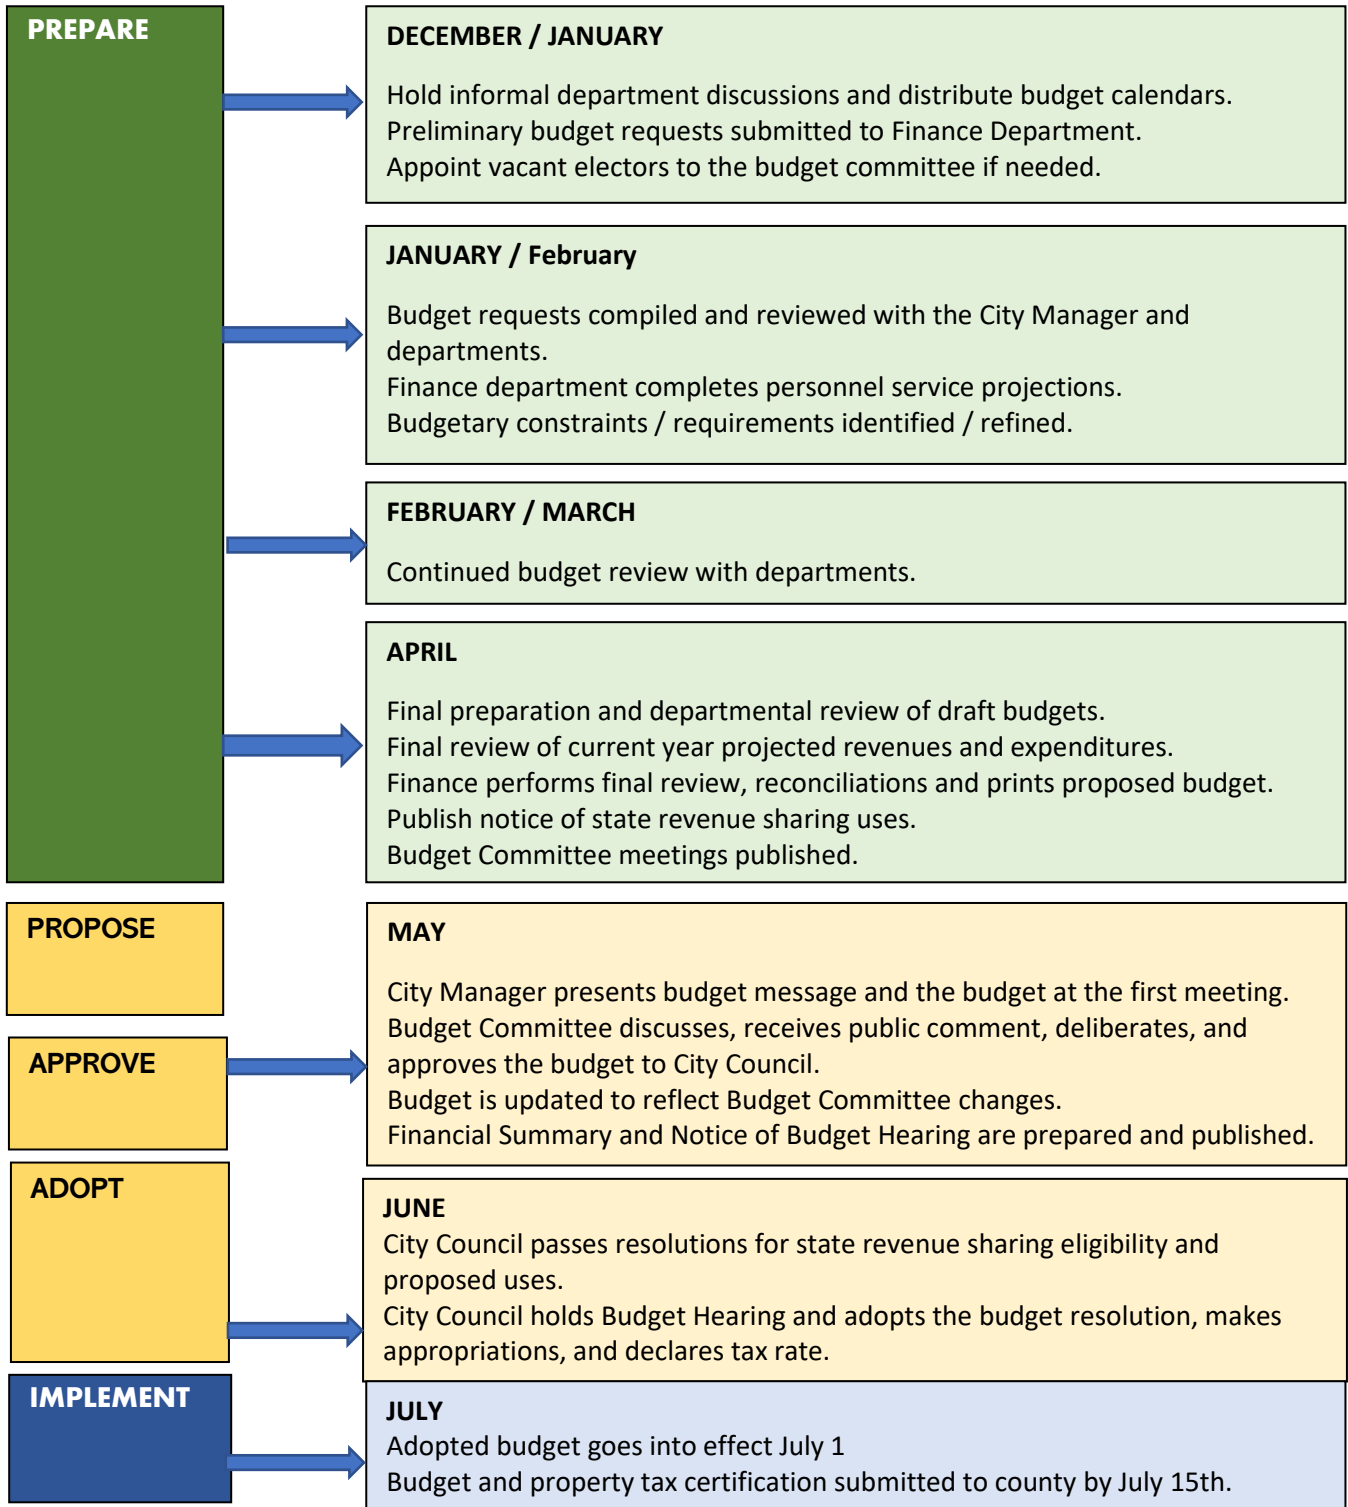 PREPARE
DECEMBER / JANUARY
Hold informal department discussions and distribute budget calendars.
Preliminary budget requests submitted to Finance Department.
Appoint vacant electors to the budget committee if needed.
JANUARY / February
Budget requests compiled and reviewed with the City Manager and
departments.
Finance department completes personnel service projections.
Budgetary constraints / requirements identified / refined.
FEBRUARY / MARCH
Continued budget review with departments.
APRIL
Final preparation and departmental review of draft budgets.
Final review of current year projected revenues and expenditures.
Finance performs final review, reconciliations and prints proposed budget.
Publish notice of state revenue sharing uses.
Budget Committee meetings published.
PROPOSE
APPROVE
MAY
City Manager presents budget message and the budget at the first meeting.
Budget Committee discusses, receives public comment, deliberates, and
approves the budget to City Council.
Budget is updated to reflect Budget Committee changes.
Financial Summary and Notice of Budget Hearing are prepared and published.
ADOPT
JUNE
City Council passes resolutions for state revenue sharing eligibility and
proposed uses.
City Council holds Budget Hearing and adopts the budget resolution, makes
appropriations, and declares tax rate.
IMPLEMENT
JULY
Adopted budget goes into effect July 1
Budget and property tax certification submitted to county by July 15th.